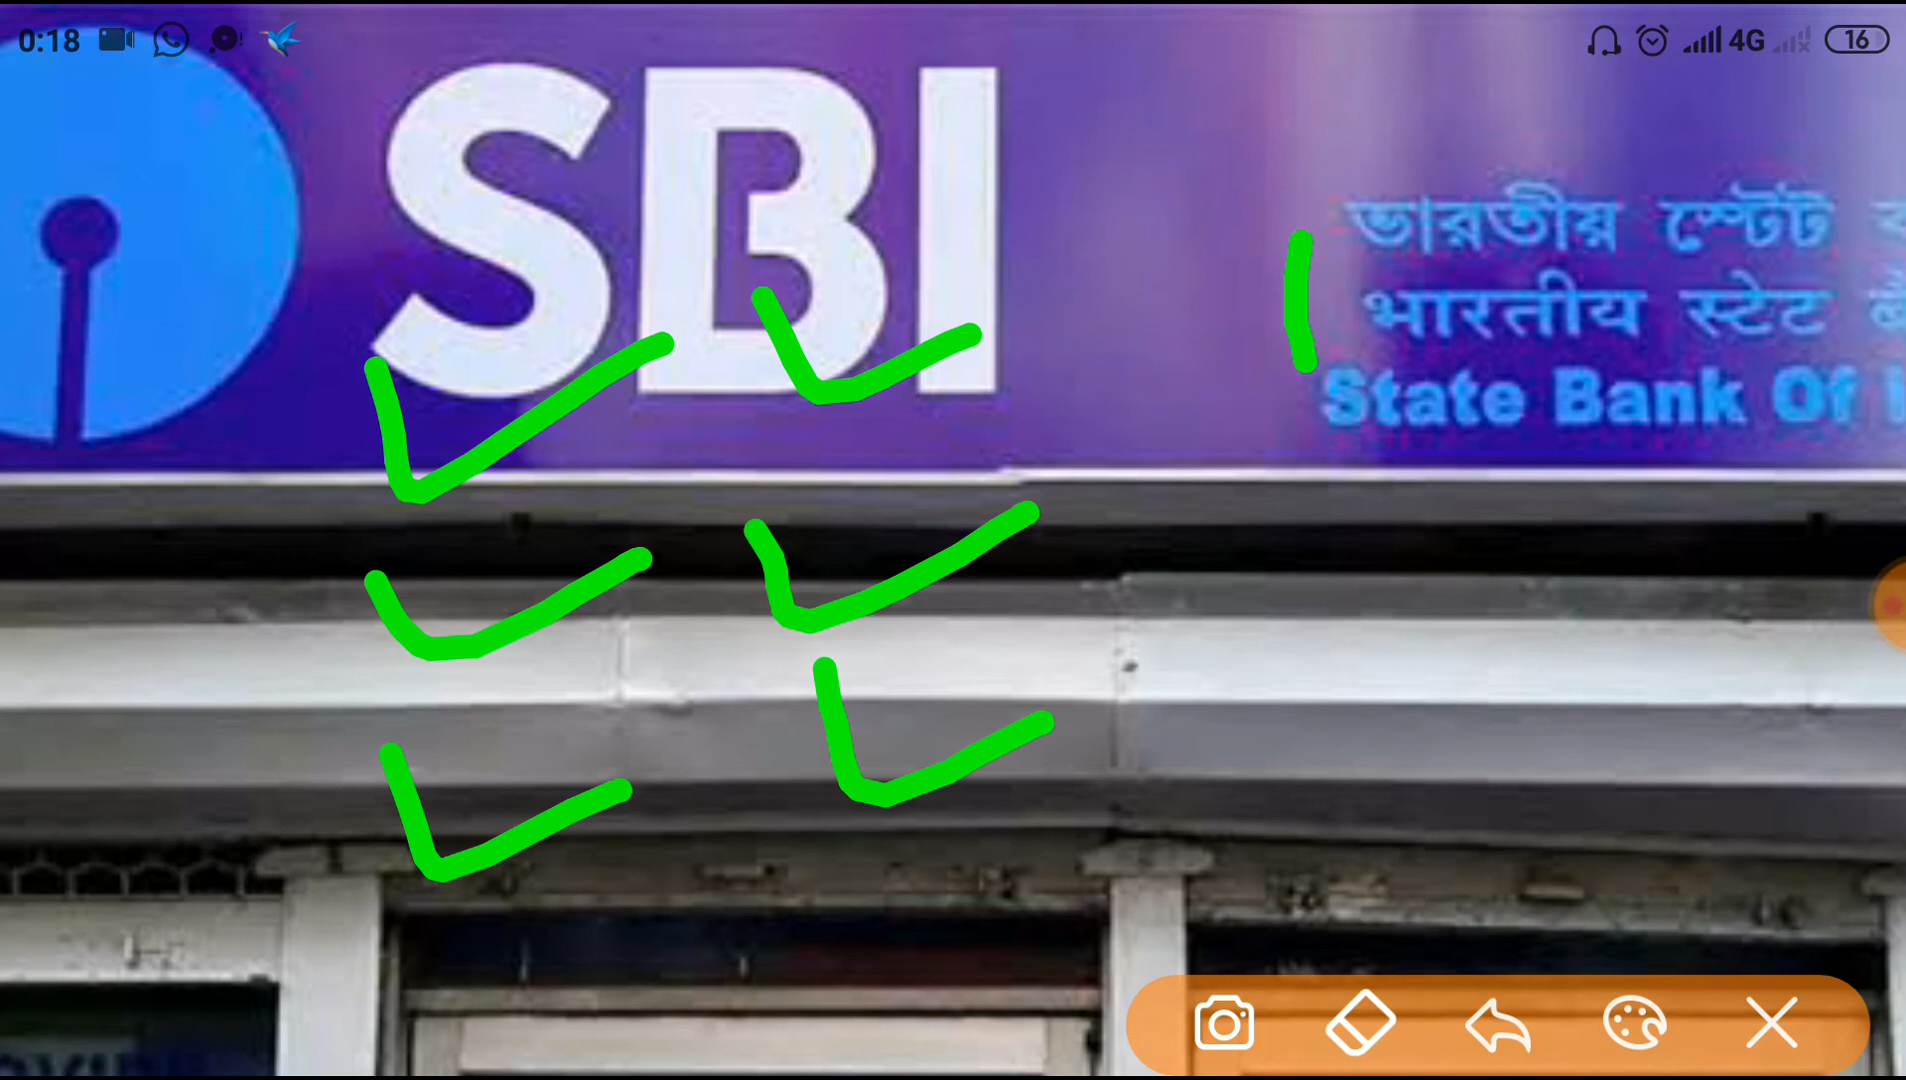 0:18
4G
16
SBI
ভারতীয় স্টেট
भारतीय स्टेट
State Bank Of